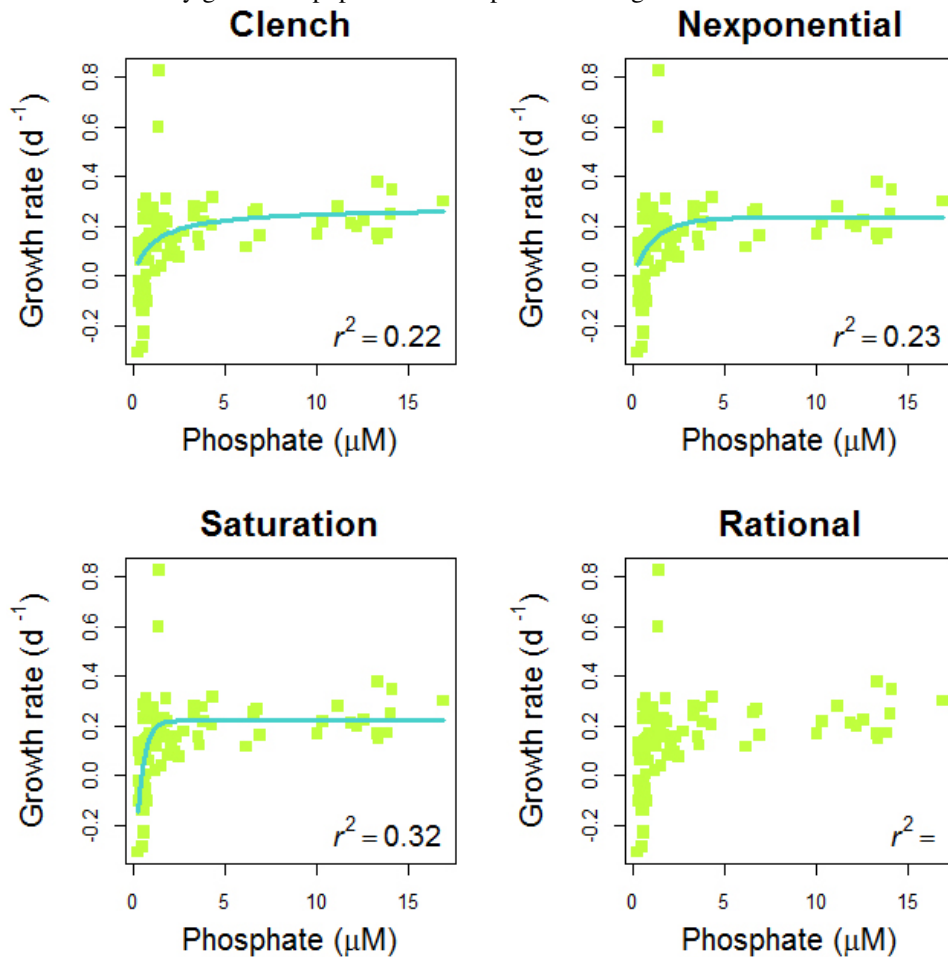 Clench
Growth rate (d -1)
0.8
0.6
0.4
0.2
0.0
-0.2
r2 = 0.22
0 5 10 15
Phosphate (μM)
Nexponential
Growth rate (d -1)
0.8
0.6
0.4
0.2
0.0
-0.2
r2 = 0.23
0 5 10 15
Phosphate (μM)
Saturation
Growth rate (d -1)
0.8
0.6
0.4
0.2
0.0
-0.2
r2 = 0.32
0 5 10 15
Phosphate (μM)
Rational
Growth rate (d -1)
0.8
0.6
0.4
0.2
0.0
-0.2
r2 =
0 5 10 15
Phosphate (μM)